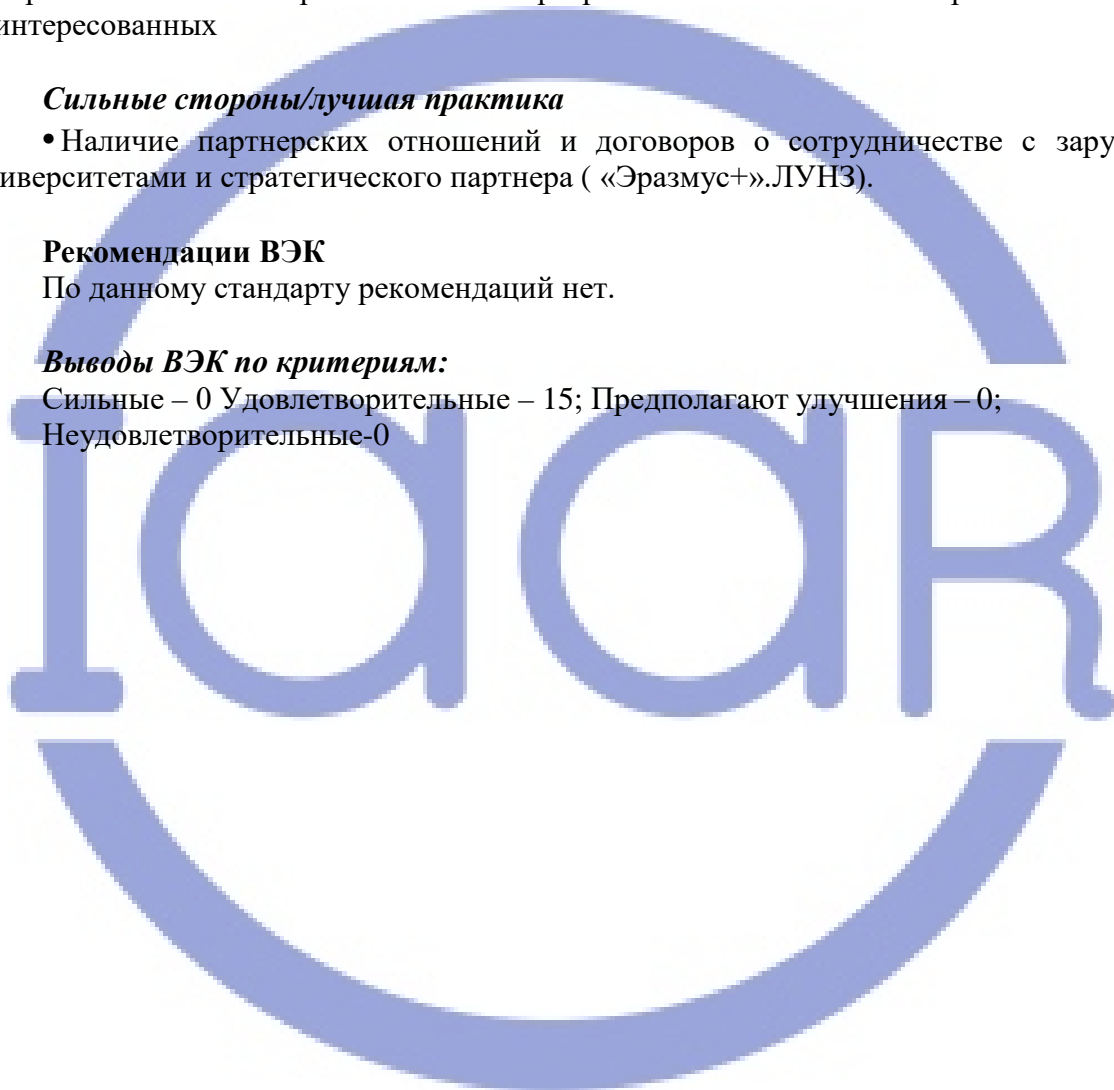 интересованных
Сильные стороны/лучшая практика
• Наличие партнерских отношений и договоров о сотрудничестве с зару
иверситетами и стратегического партнера ( «Эразмус+».ЛУНЗ).
Рекомендации ВЭК
По данному стандарту рекомендаций нет.
Выводы ВЭК по критериям:
Сильные – 0 Удовлетворительные – 15; Предполагают улучшения – 0;
Неудовлетворительные-0
IAAR